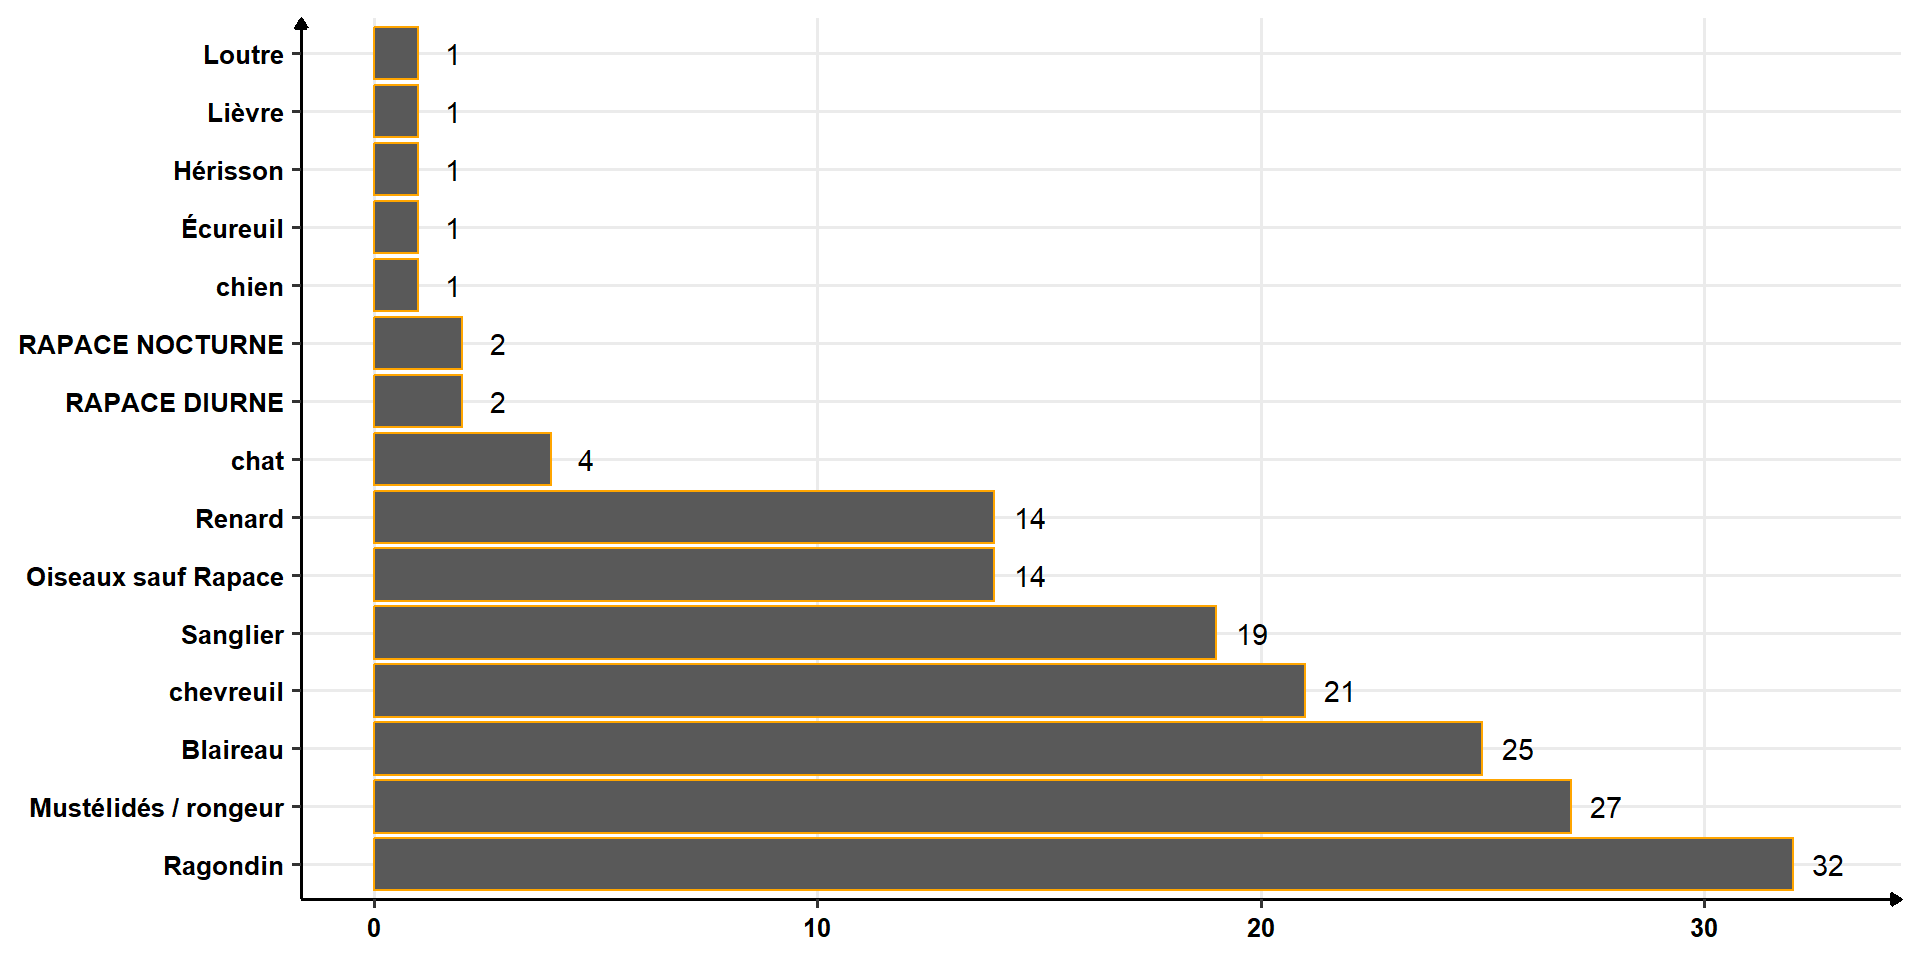 Loutre 1
Lièvre 1
Hérisson 1
Écureuil 1
chien 1
RAPACE NOCTURNE 2
RAPACE DIURNE 2
chat 4
Renard 14
Oiseaux sauf Rapace 14
Sanglier 19
chevreuil 21
Blaireau 25
Mustélidés / rongeur 27
Ragondin 32
0 10 20 30